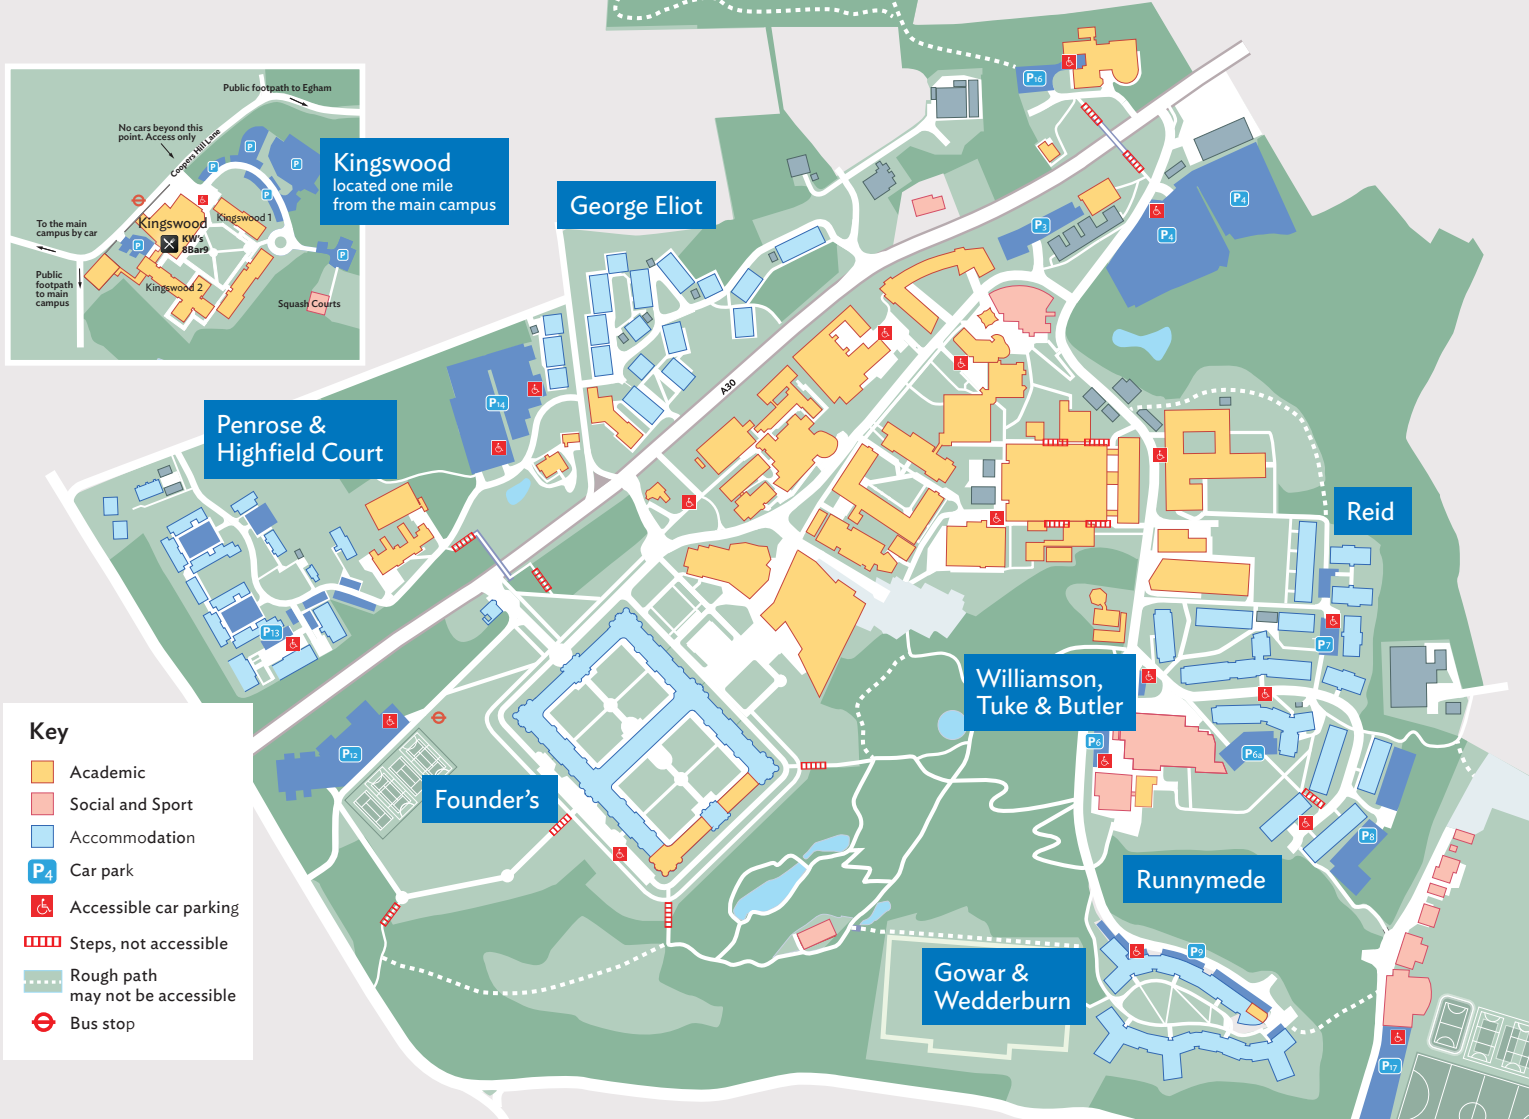 Public footpath to Egham
No cars beyond this
point. Access only
Coopers Hill Lane
P
P
P
P
Kingswood
located one mile
from the main campus
To the main
campus by car
Kingswood
Kingswood 1
KW's
8Bar9
P
P
Public
footpath
to main
campus
Kingswood 2
Squash Courts
P16
George Eliot
P4
P3
P4
A30
P14
Penrose &
Highfield Court
Reid
P13
P7
Williamson,
Tuke & Butler
P12
P6
P6a
Founder's
P8
Runnymede
P9
Gowar &
Wedderburn
P17
Key
Academic
Social and Sport
Accommodation
P4 Car park
Accessible car parking
Steps, not accessible
Rough path
may not be accessible
Bus stop